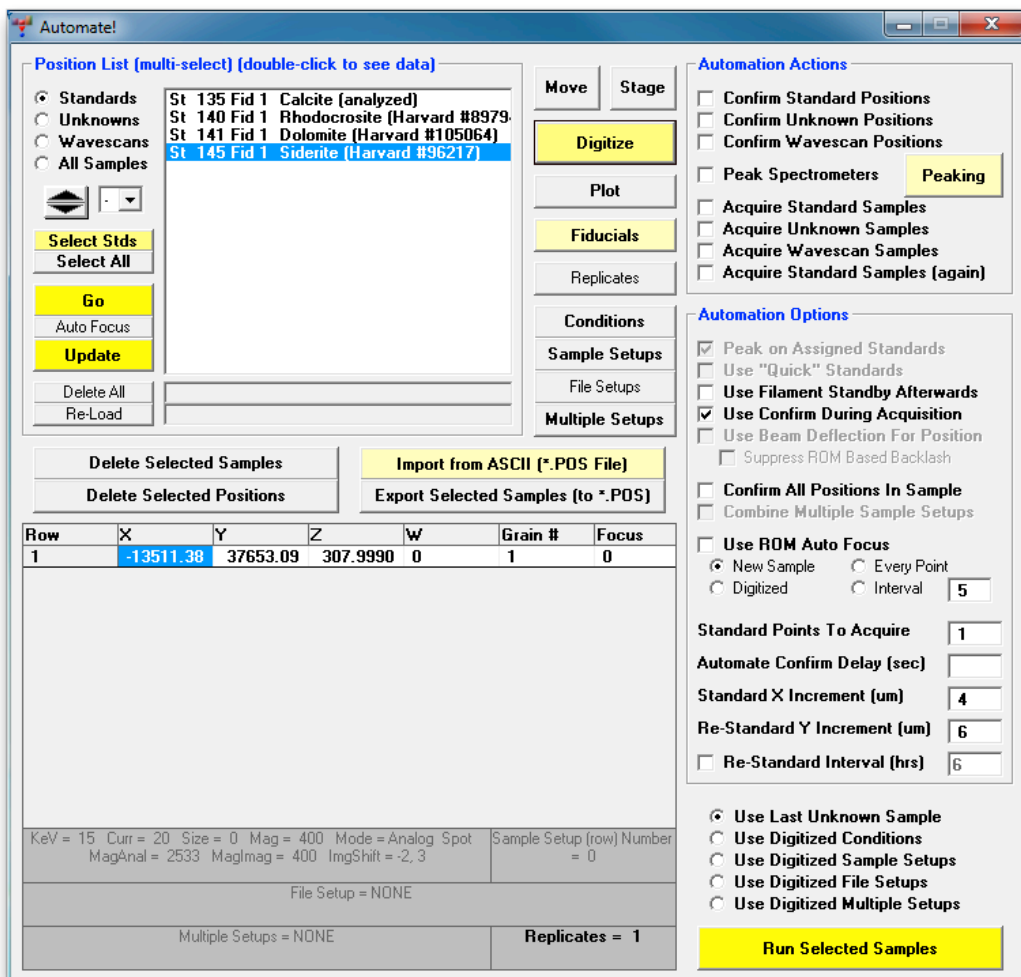 Automate!
Position List (multi-select) (double-click to see data)
Standards
Unknowns
Wavescans
All Samples
-
Select Stds
Select All
Go
Auto Focus
Update
Delete All
Re-Load
St 135 Fid 1 Calcite (analyzed)
St 140 Fid 1 Rhodocrosite (Harvard #8979-
St 141 Fid 1 Dolomite (Harvard #105064)
St 145 Fid 1 Siderite (Harvard #96217)
Move
Stage
Digitize
Plot
Fiducials
Replicates
Conditions
Sample Setups
File Setups
Multiple Setups
Delete Selected Samples
Import from ASCII (*.POS File)
Delete Selected Positions
Export Selected Samples (to *.POS)
Row X Y Z W Grain # Focus
1 -13511.38 37653.09 307.9990 0 1 0
KeV = 15 Curr = 20 Size = 0 Mag = 400 Mode = Analog Spot
MagAnal = 2533 MagImag = 400 ImgShift = -2, 3
Sample Setup (row) Number
= 0
File Setup = NONE
Multiple Setups = NONE
Replicates = 1
Automation Actions
Confirm Standard Positions
Confirm Unknown Positions
Confirm Wavescan Positions
Peak Spectrometers
Peaking
Acquire Standard Samples
Acquire Unknown Samples
Acquire Wavescan Samples
Acquire Standard Samples (again)
Automation Options
Peak on Assigned Standards
Use "Quick" Standards
Use Filament Standby Afterwards
Use Confirm During Acquisition
Use Beam Deflection For Position
Suppress ROM Based Backlash
Confirm All Positions In Sample
Combine Multiple Sample Setups
Use ROM Auto Focus
New Sample Every Point
Digitized Interval 5
Standard Points To Acquire 1
Automate Confirm Delay (sec)
Standard X Increment (um) 4
Re-Standard Y Increment (um) 6
Re-Standard Interval (hrs) 6
Use Last Unknown Sample
Use Digitized Conditions
Use Digitized Sample Setups
Use Digitized File Setups
Use Digitized Multiple Setups
Run Selected Samples